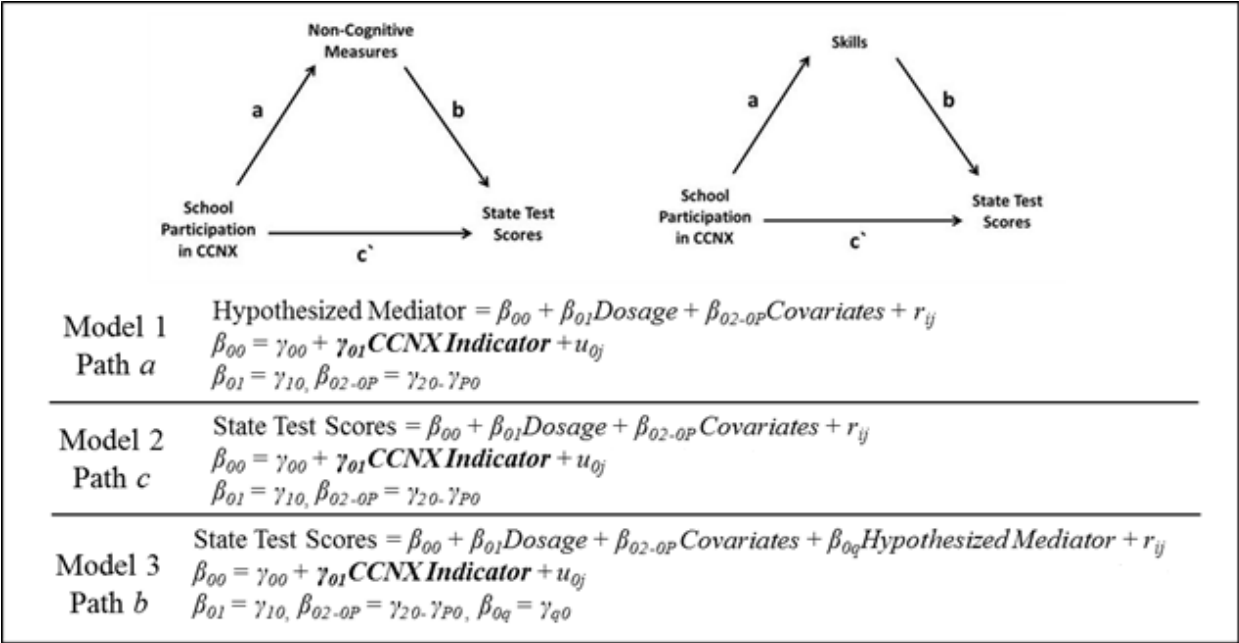 Non-Cognitive
Measures
a
b
School
Participation
in CCNX
State Test
Scores
c`
Skills
a
b
School
Participation
in CCNX
State Test
Scores
c`
Model 1
Path a
Hypothesized Mediator = β00 + β01Dosage + β02-0PCovariates + rij
β00 = γ00 + γ01CCNX Indicator + u0j
β01 = γ10, β02-0P = γ20- γP0
Model 2
Path c
State Test Scores = β00 + β01Dosage + β02-0P Covariates + rij
β00 = γ00 + γ01CCNX Indicator + u0j
β01 = γ10, β02-0P = γ20- γP0
Model 3
Path b
State Test Scores = β00 + β01Dosage + β02-0P Covariates + β0qHypothesized Mediator + rij
β00 = γ00 + γ01CCNX Indicator + u0j
β01 = γ10, β02-0P = γ20- γP0, β0q = γq0